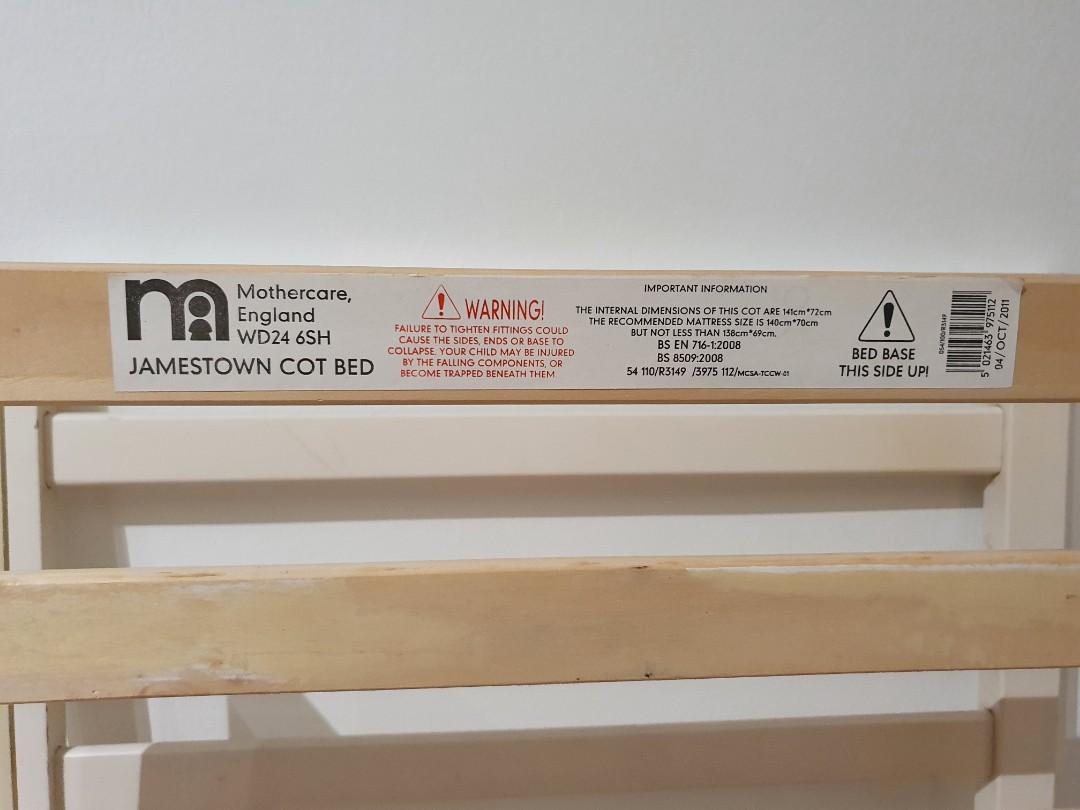 m
Mothercare,
England
WD24 6SH
JAMESTOWN COT BED
WARNING!
FAILURE TO TIGHTEN FITTINGS COULD
CAUSE THE SIDES, ENDS OR BASE TO
COLLAPSE. YOUR CHILD MAY BE INJURED
BY THE FALLING COMPONENTS, OR
BECOME TRAPPED BENEATH THEM.
IMPORTANT INFORMATION
THE INTERNAL DIMENSIONS OF THIS COT ARE 141cm*72cm
THE RECOMMENDED MATTRESS SIZE IS 140cm*70cm
BUT NOT LESS THAN 138cm*69cm.
BS EN 716-1:2008
BS 8509:2008
54 110/R3149 /3975 112/MCSA-TCCW-01
BED BASE
THIS SIDE UP!
5 021463 975112
04/OCT/2011